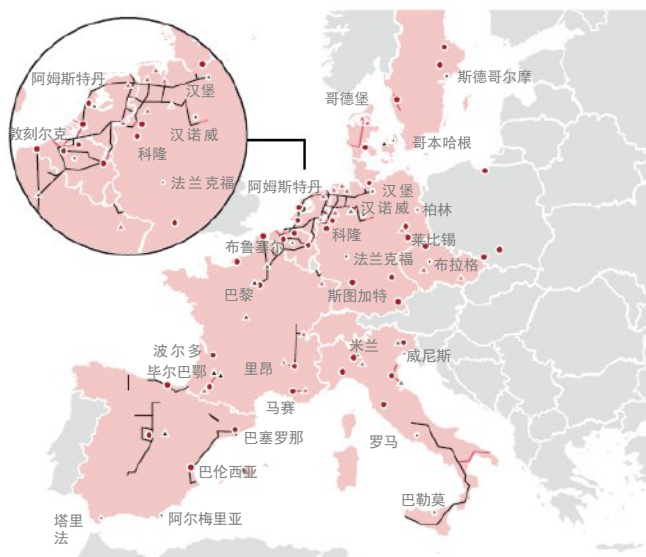 阿姆斯特丹
汉堡
敦刻尔克
汉诺威
科隆
法兰克福
斯德哥尔摩
哥德堡
哥本哈根
阿姆斯特丹
汉堡
汉诺威
柏林
布鲁塞尔
科隆
莱比锡
法兰克福
布拉格
巴黎
斯图加特
波尔多
里昂
米兰
威尼斯
毕尔巴鄂
马赛
巴塞罗那
罗马
巴伦西亚
巴勒莫
塔里
法
阿尔梅里亚